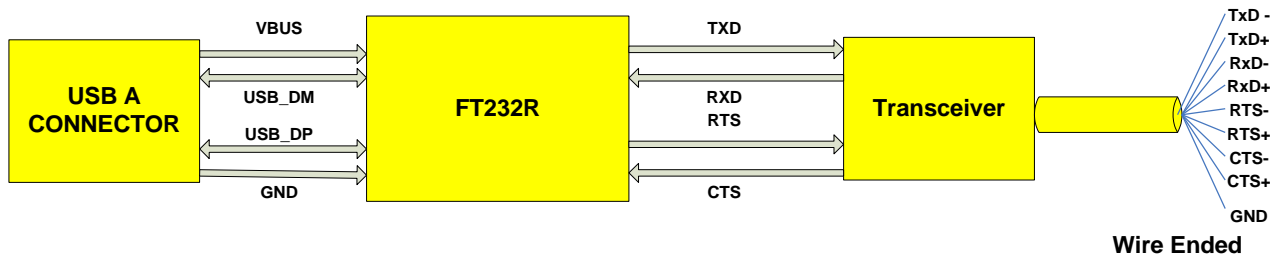 VBUS
USB_DM
USB_DP
GND
USB A
CONNECTOR
FT232R
TXD
RXD
RTS
CTS
Transceiver
TxD -
TxD+
RxD-
RxD+
RTS-
RTS+
CTS-
CTS+
GND
Wire Ended